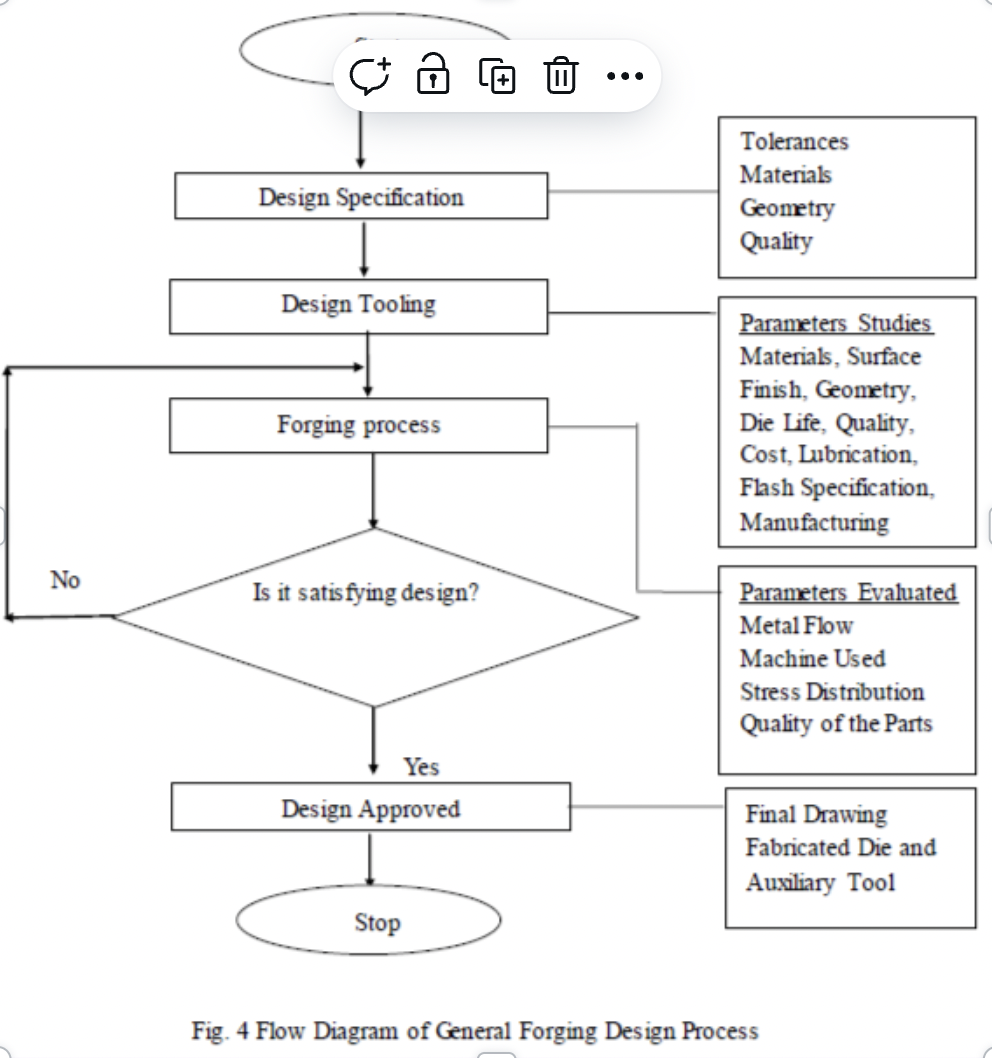 Design Specification
Tolerances
Materials
Geometry
Quality
Design Tooling
Parameters Studies
Materials, Surface
Finish, Geometry,
Die Life, Quality,
Cost, Lubrication,
Flash Specification,
Manufacturing
Forging process
Is it satisfying design?
No
Yes
Parameters Evaluated
Metal Flow
Machine Used
Stress Distribution
Quality of the Parts
Design Approved
Final Drawing
Fabricated Die and
Auxiliary Tool
Stop
Fig. 4 Flow Diagram of General Forging Design Process